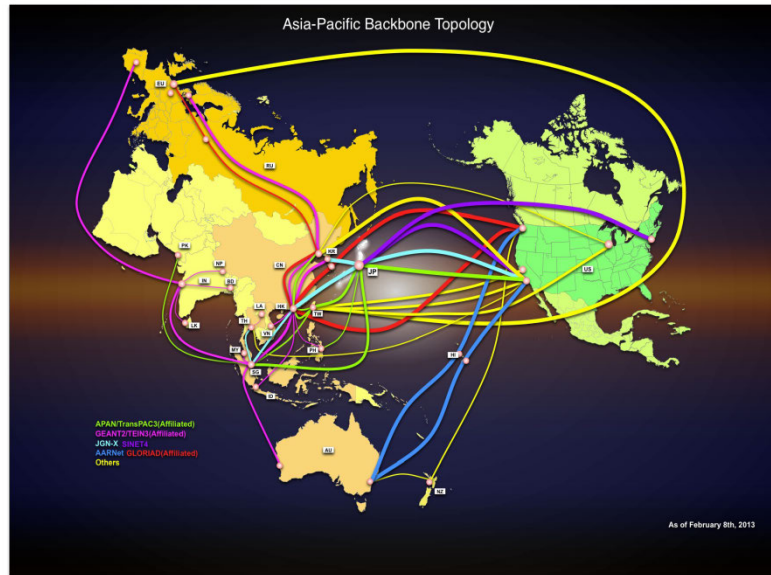 Asia-Pacific Backbone Topology
EU
RU
PK
NP
IN
BD
LK
CN
KR
JP
US
LA
HK
TW
TH
VN
MY
PH
SG
ID
HI
AU
NZ
APAN/TransPAC3(Affiliated)
GEANT2/TEIN3(Affiliated)
JGN-X SINET4
AARNet GLORIAD(Affiliated)
Others
As of February 8th, 2013